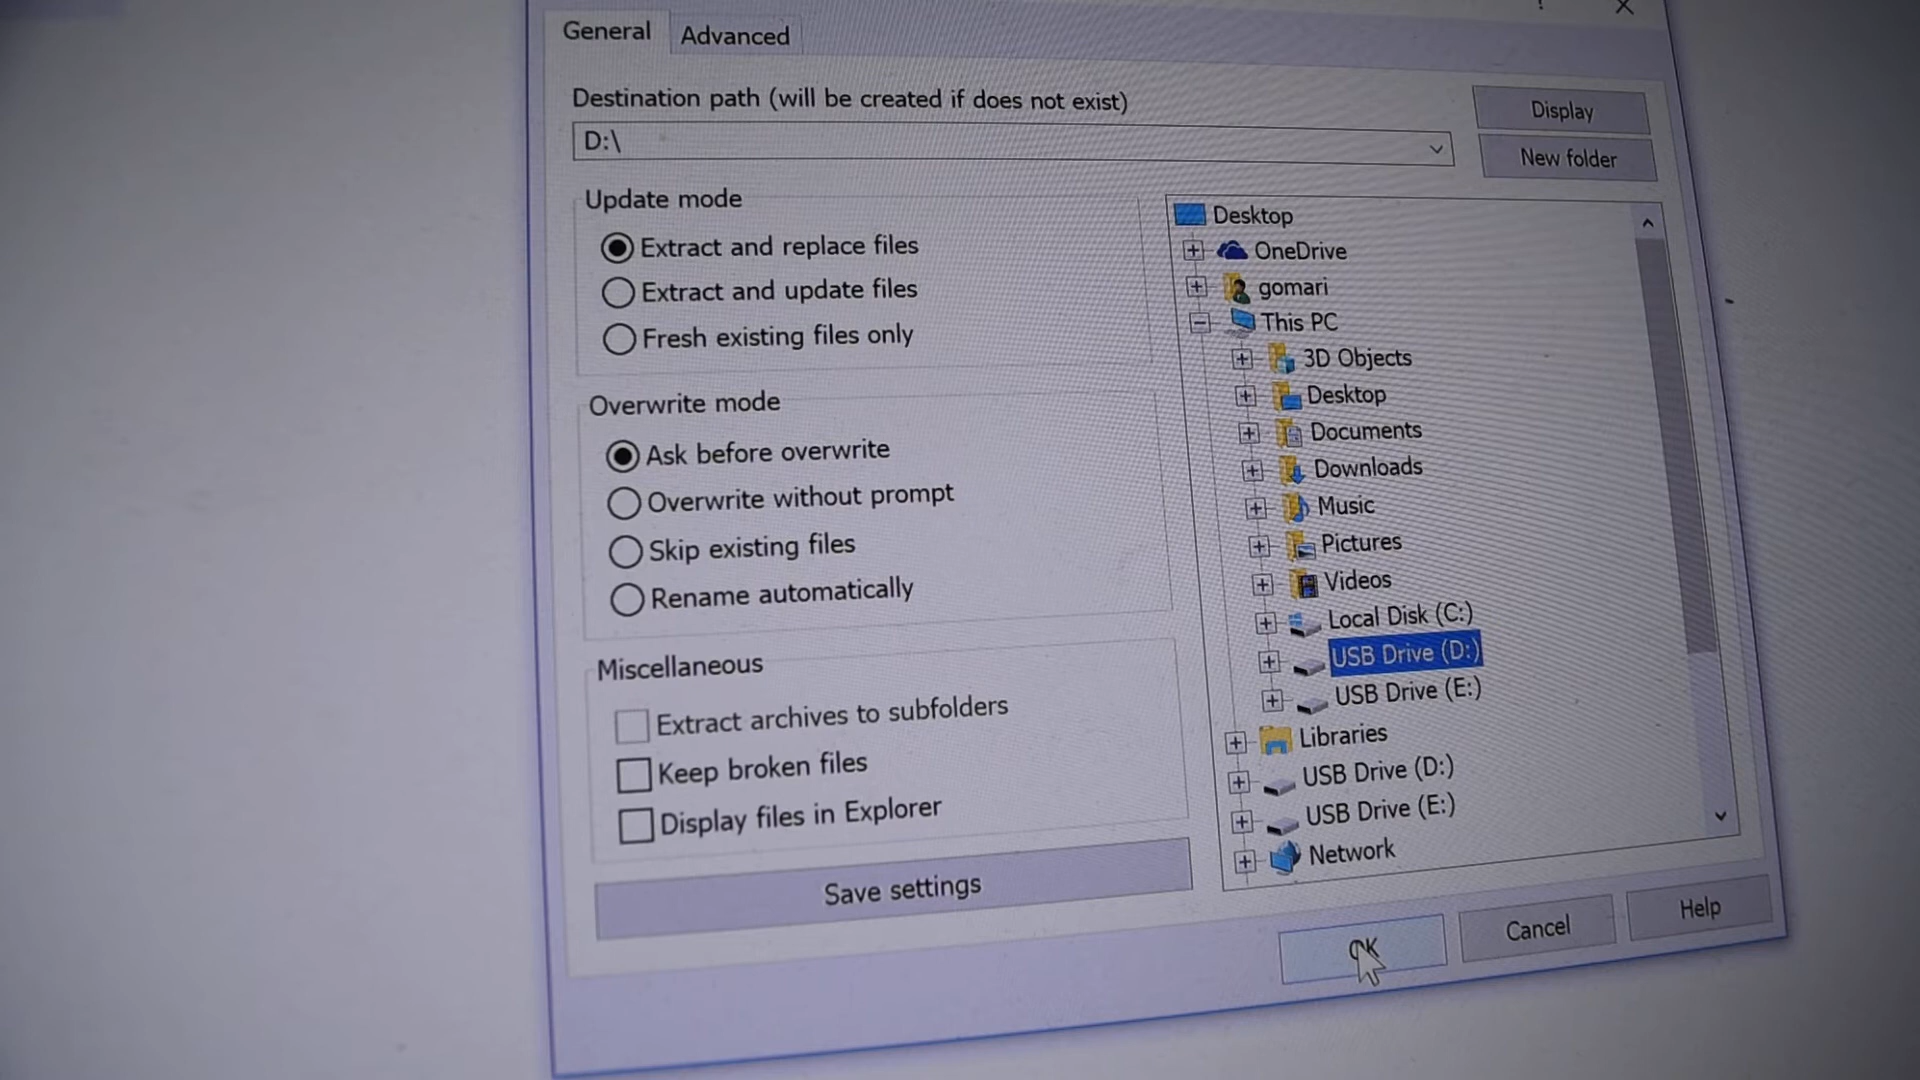 General
Advanced
Destination path (will be created if does not exist)
D:\
Display
New folder
Update mode
Extract and replace files
Extract and update files
Fresh existing files only
Overwrite mode
Ask before overwrite
Overwrite without prompt
Skip existing files
Rename automatically
Miscellaneous
Extract archives to subfolders
Keep broken files
Display files in Explorer
Save settings
Desktop
OneDrive
gomari
This PC
3D Objects
Desktop
Documents
Downloads
Music
Pictures
Videos
Local Disk (C:)
USB Drive (D:)
USB Drive (E:)
Libraries
USB Drive (D:)
USB Drive (E:)
Network
OK
Cancel
Help